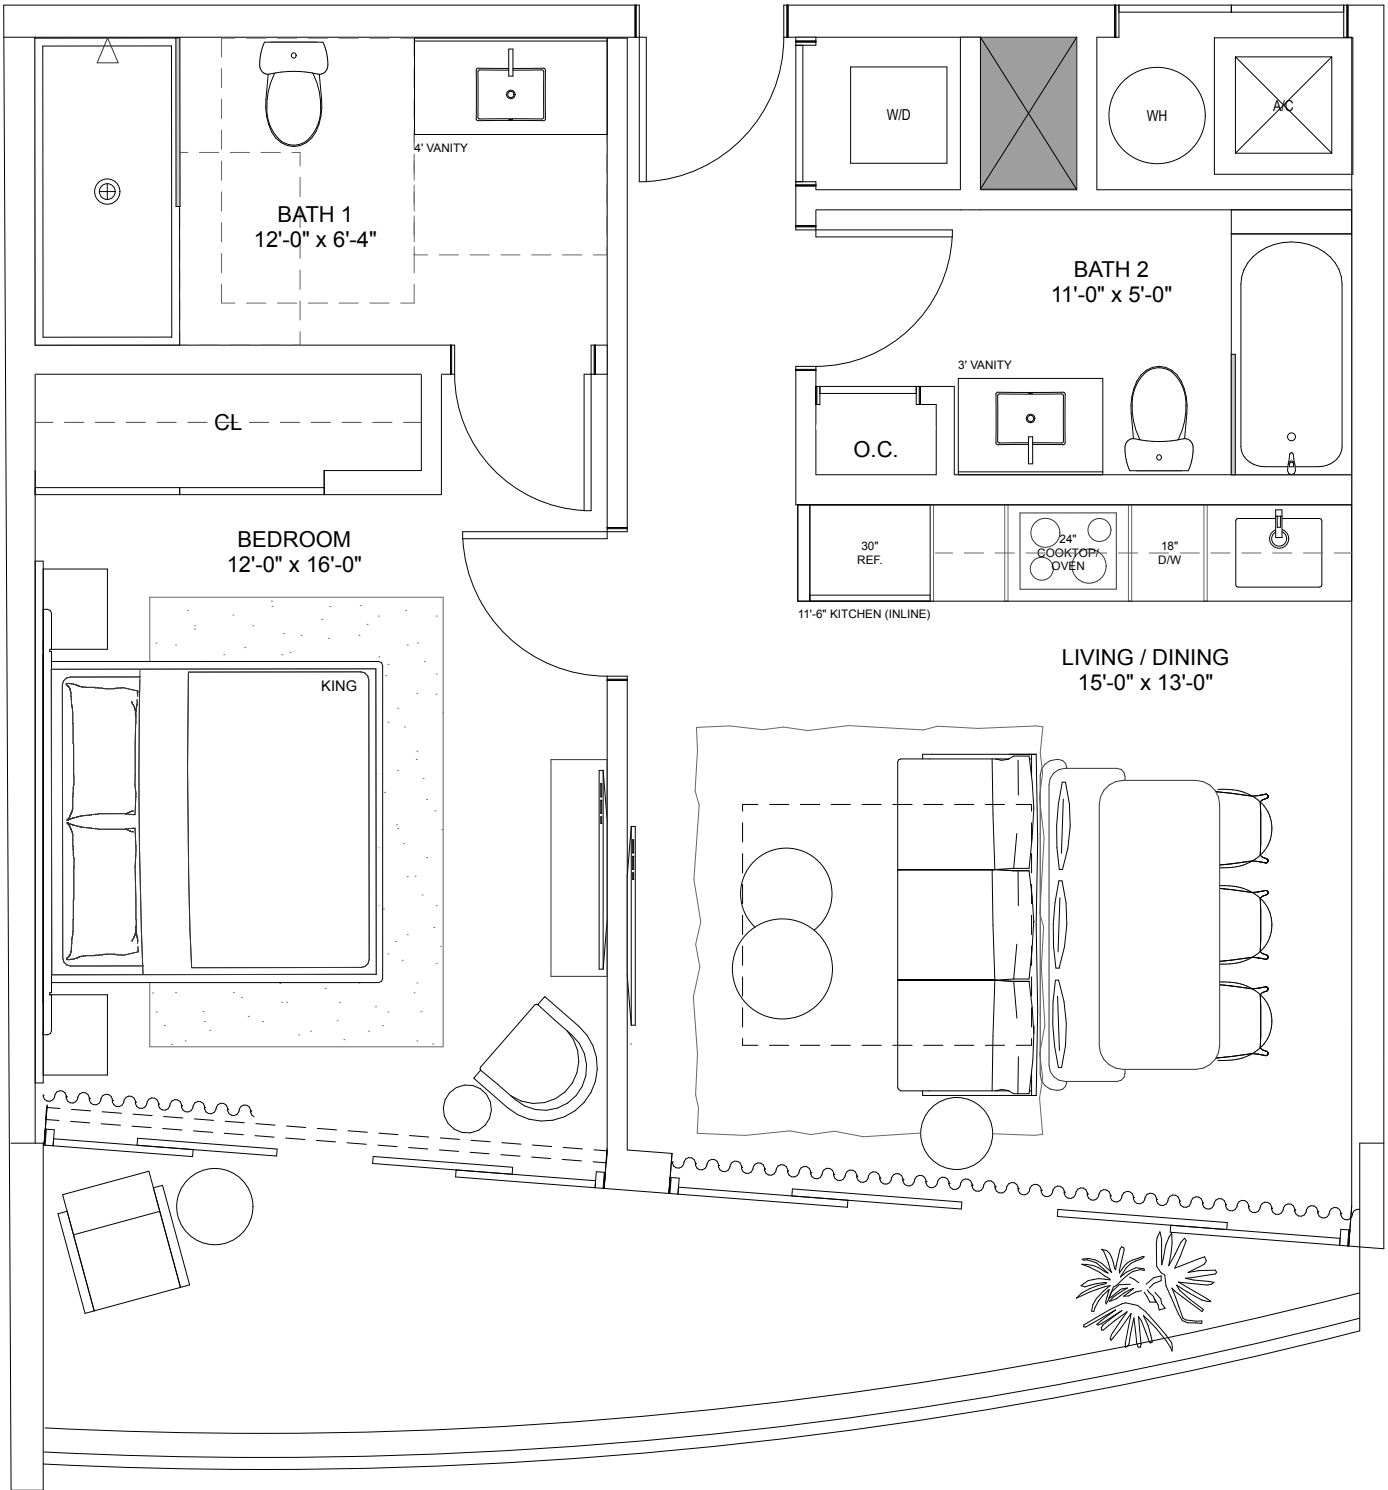 W/D
WH
A/C
4' VANITY
BATH 1
12'-0" x 6'-4"
BATH 2
11'-0" x 5'-0"
3' VANITY
CL
O.C.
BEDROOM
12'-0" x 16'-0"
30"
REF.
24"
COOKTOP/
OVEN
18"
D/W
11'-6" KITCHEN (INLINE)
LIVING / DINING
15'-0" x 13'-0"
KING